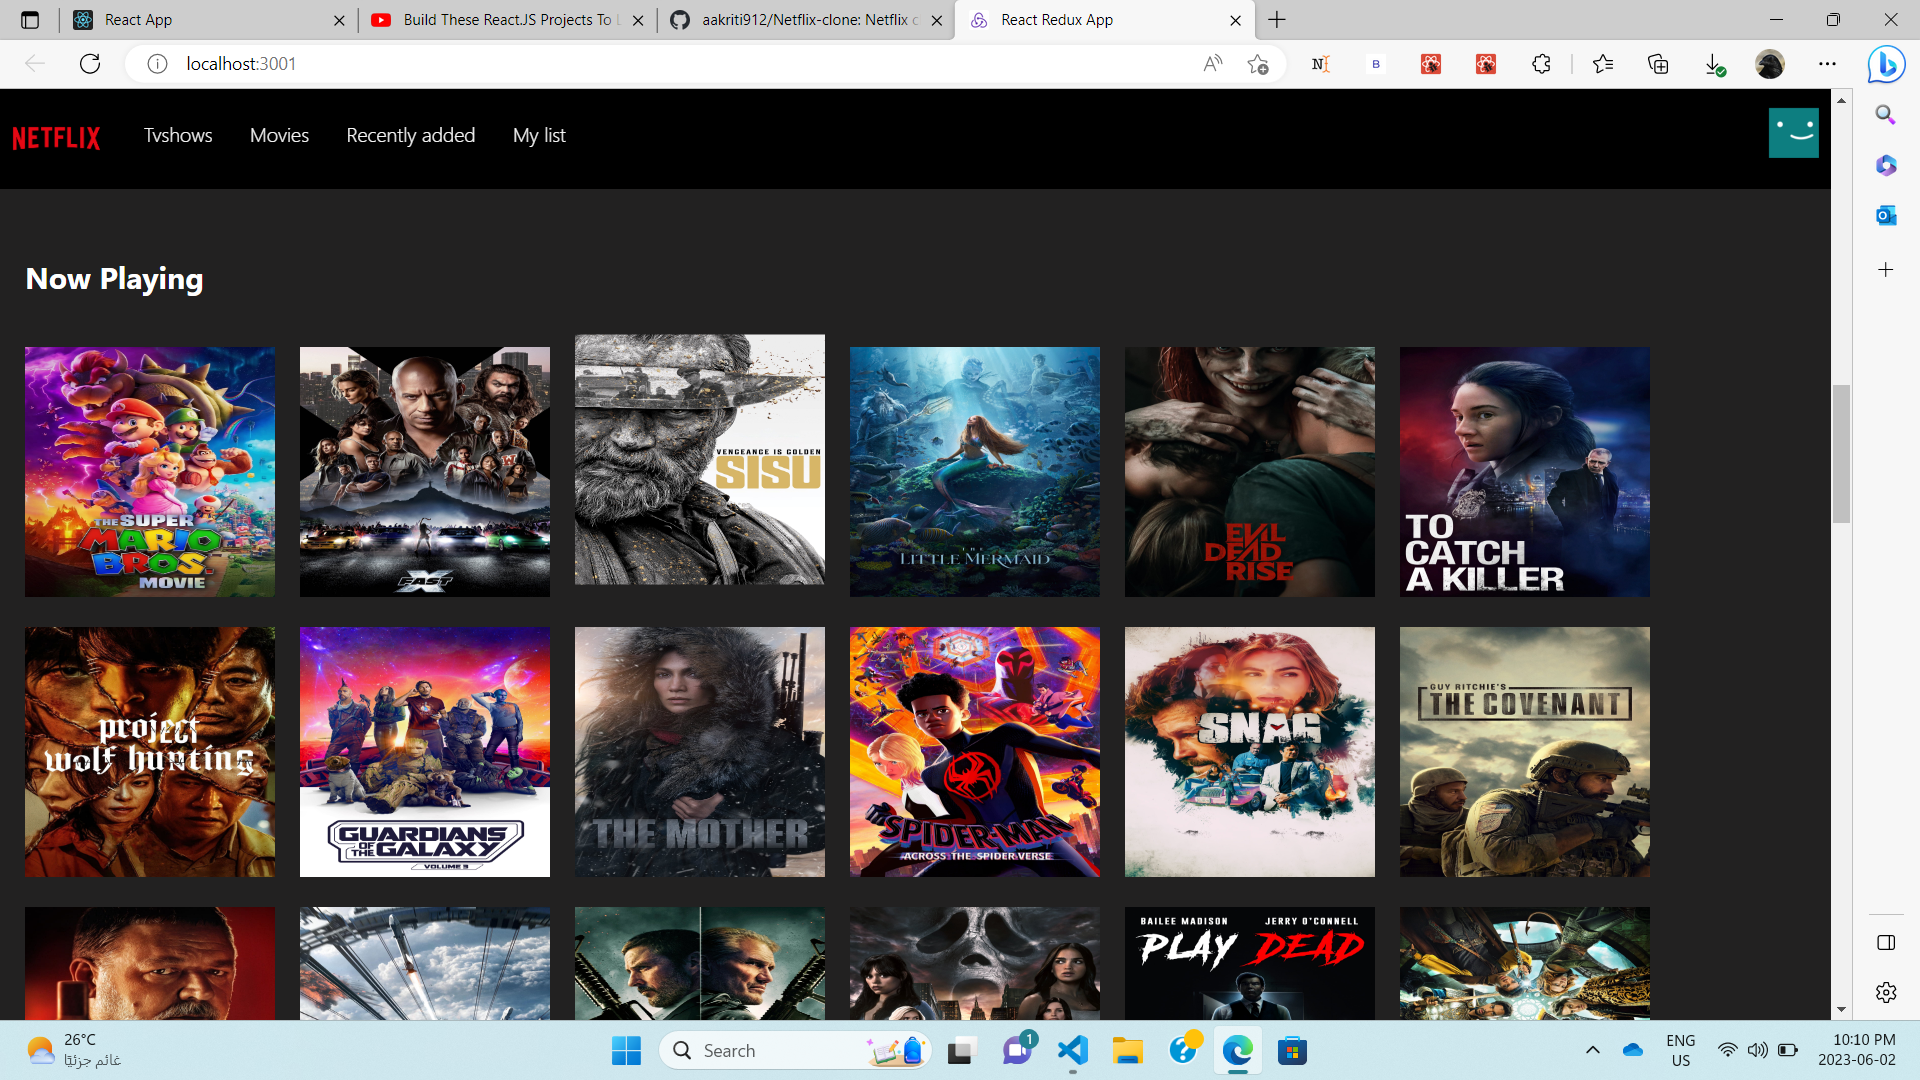 React App
Build These React.JS Projects To L
aakriti912/Netflix-clone: Netflix c
React Redux App
localhost:3001
NETFLIX
Tvshows
Movies
Recently added
My list
Now Playing
THE SUPER
MARIO
BROS.
MOVIE
FAST X
VENGEANCE IS GOLDEN
SISU
THE
LITTLE MERMAID
EVIL
DEAD
RISE
TO
CATCH
A KILLER
project
wolf hunting
GUARDIANS
OF THE GALAXY
VOLUME 3
THE MOTHER
SPIDER-MAN
ACROSS THE SPIDER-VERSE
SNAG
GUY RITCHIE'S
THE COVENANT
BAILEE MADISON
JERRY O'CONNELL
PLAY DEAD
26°C
غائم جزئيًا
Search
1
ENG
US
10:10 PM
2023-06-02